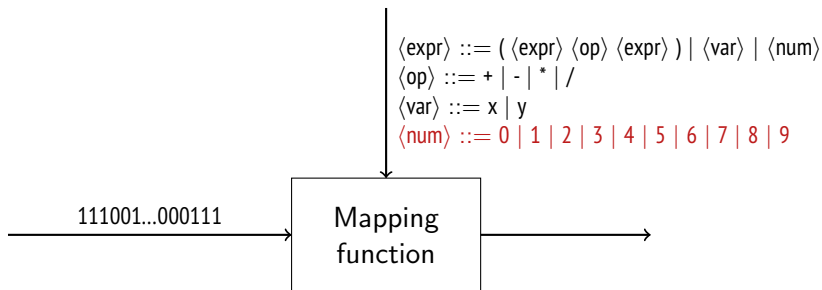 ⟨expr⟩ ::= ( ⟨expr⟩ ⟨op⟩ ⟨expr⟩ ) | ⟨var⟩ | ⟨num⟩
⟨op⟩ ::= + | - | * | /
⟨var⟩ ::= x | y
⟨num⟩ ::= 0 | 1 | 2 | 3 | 4 | 5 | 6 | 7 | 8 | 9
111001...000111
Mapping
function